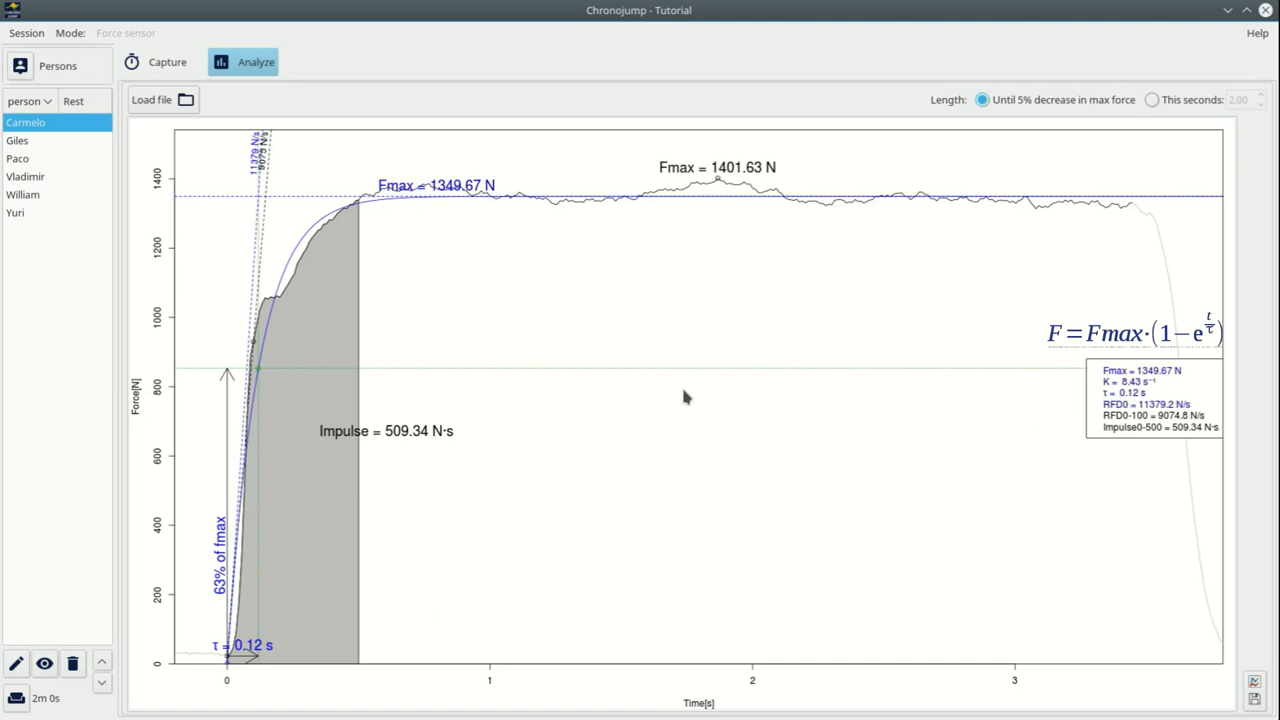 Chronojump - Tutorial
Session Mode: Force sensor Help
Persons Capture Analyze
person Rest
Load file Length: Until 5% decrease in max force This seconds: 2,00
Carmelo
Giles
Paco
Vladimir
William
Yuri
2m 0s
11379 N/s
9075 N/s
Fmax = 1401.63 N
Fmax = 1349.67 N
F = Fmax·(1−e^(t/τ))
Fmax = 1349.67 N
K = 8.43 s⁻¹
τ = 0.12 s
RFD0 = 11379.2 N/s
RFD0-100 = 9074.8 N/s
Impulse0-500 = 509.34 N·s
Impulse = 509.34 N·s
63% of fmax
τ = 0.12 s
Force[N]
1400
1200
1000
800
600
400
200
0
0 1 2 3
Time[s]